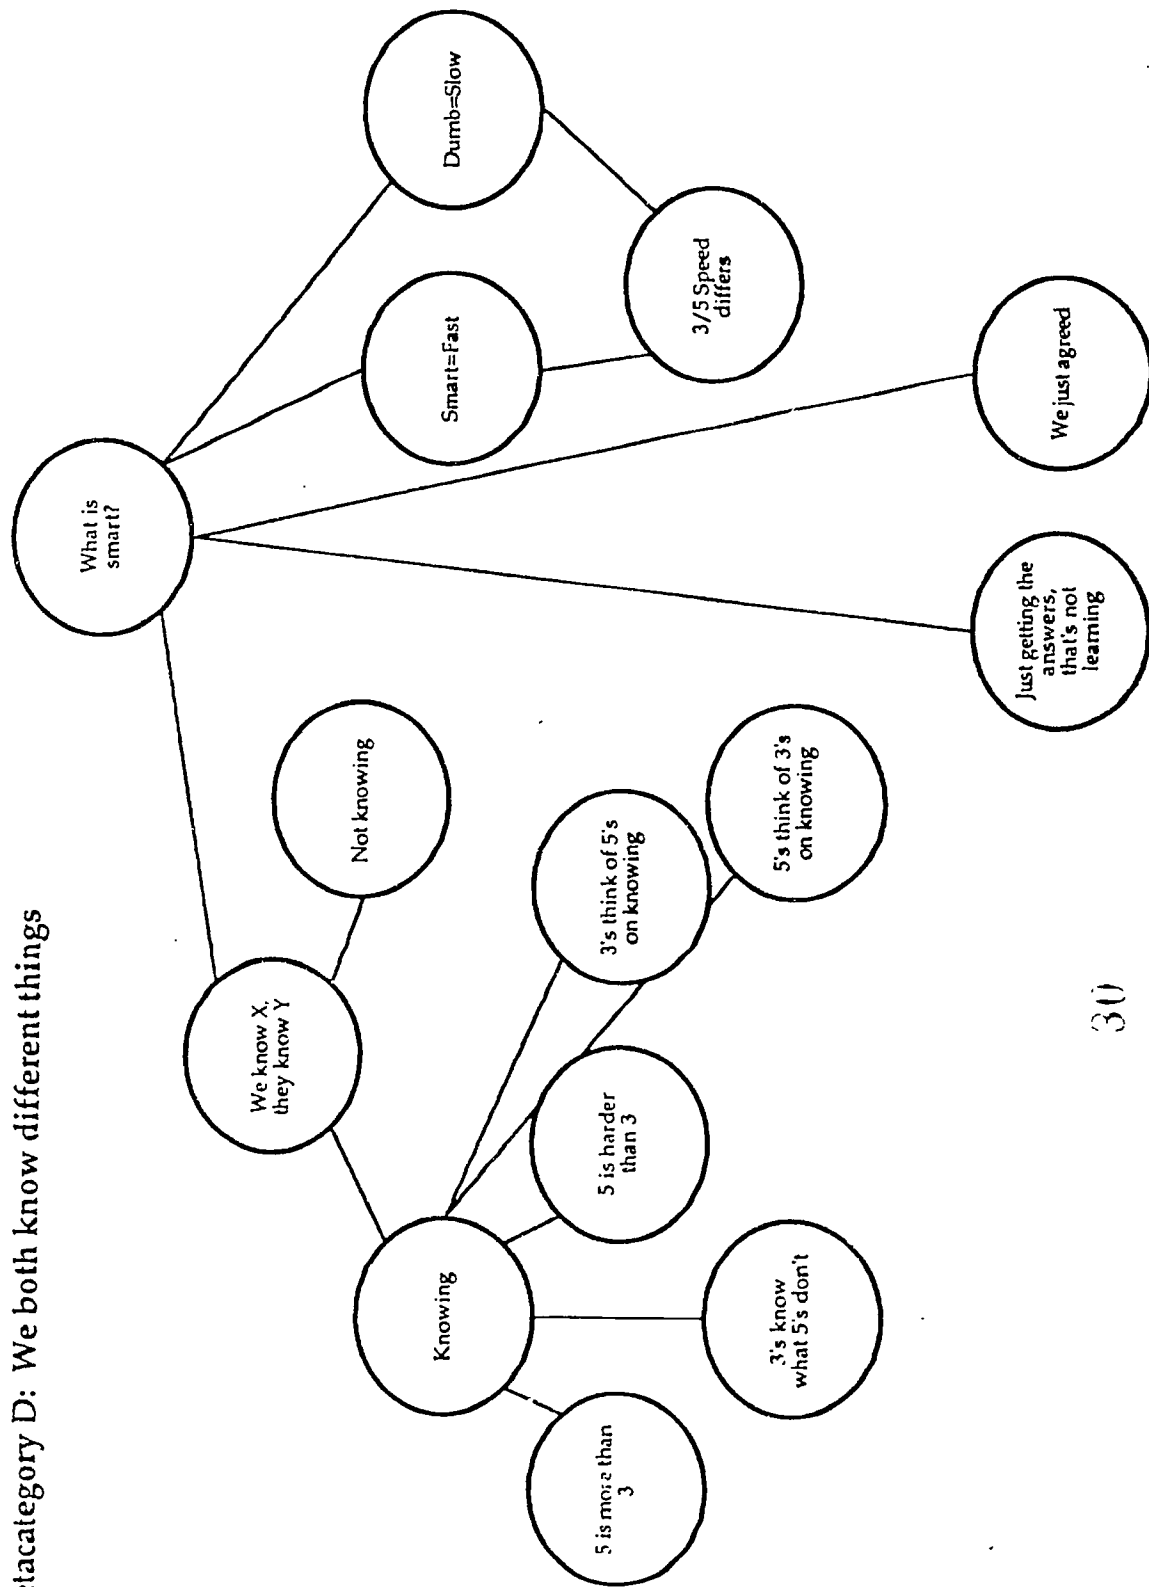 etacategory D: We both know different things
What is
smart?
We know X,
they know Y
Not knowing
Knowing
Smart=Fast
Dumb=Slow
5 is more than
3
5 is harder
than 3
3's think of 5's
on knowing
3/5 Speed
differs
3's know
what 5's don't
5's think of 3's
on knowing
Just getting the
answers,
that's not
learning
We just agreed
30